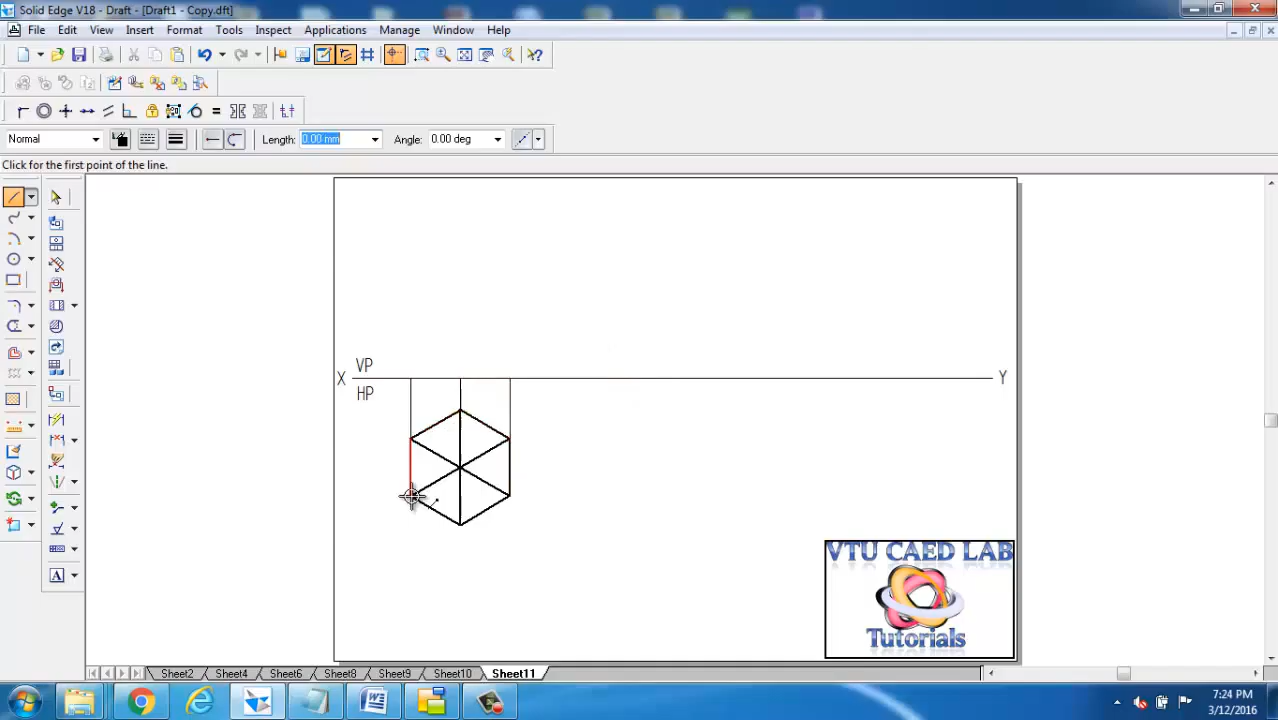 Solid Edge V18 - Draft - [Draft1 - Copy.dft]
File Edit View Insert Format Tools Inspect Applications Manage Window Help
Normal Length: 0.00 mm Angle: 0.00 deg
Click for the first point of the line.
VP
X Y
HP
VTU CAED LAB
Tutorials
A
Sheet2 Sheet4 Sheet6 Sheet8 Sheet9 Sheet10 Sheet11
7:24 PM
3/12/2016